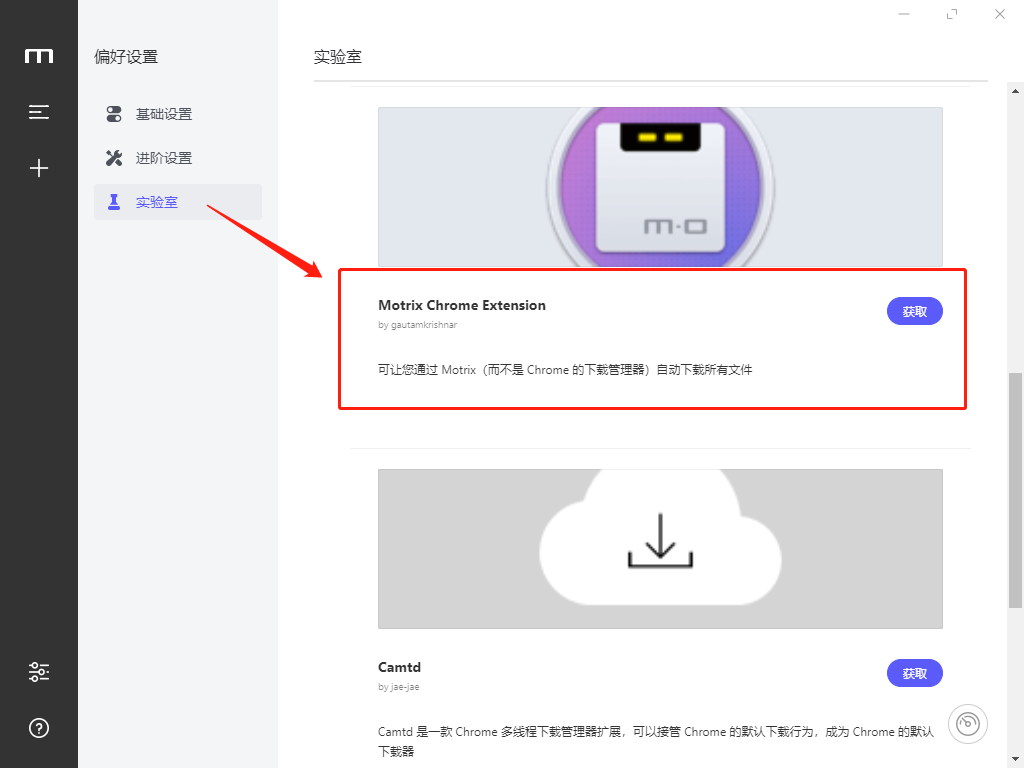 偏好设置
基础设置
进阶设置
实验室
实验室
m-o
Motrix Chrome Extension
by gautamkrishnar
获取
可让您通过 Motrix（而不是 Chrome 的下载管理器）自动下载所有文件
Camtd
by jae-jae
获取
Camtd 是一款 Chrome 多线程下载管理器扩展，可以接管 Chrome 的默认下载行为，成为 Chrome 的默认
下载器